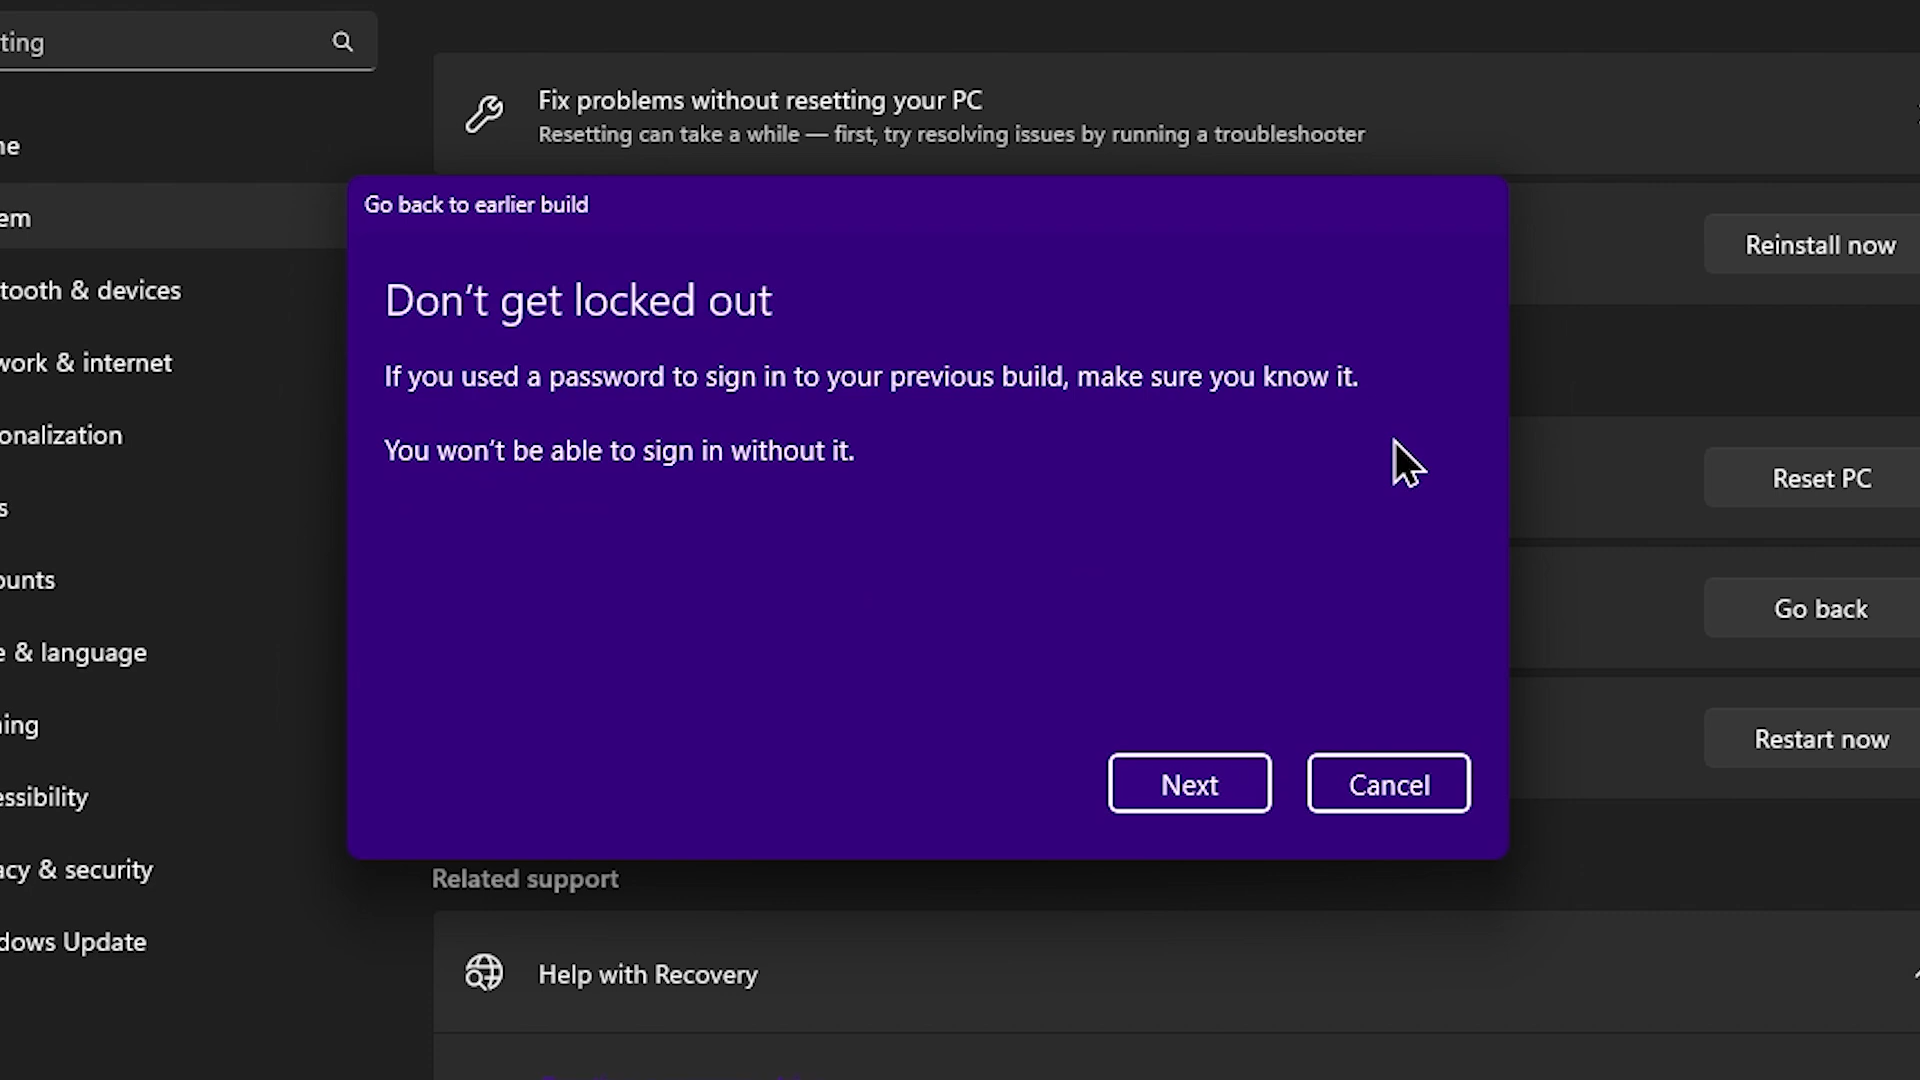 ting
ne
em
tooth & devices
work & internet
onalization
s
ounts
e & language
ing
essibility
acy & security
dows Update
Fix problems without resetting your PC
Resetting can take a while — first, try resolving issues by running a troubleshooter
Go back to earlier build
Don't get locked out
If you used a password to sign in to your previous build, make sure you know it.
You won't be able to sign in without it.
Next
Cancel
Reinstall now
Reset PC
Go back
Restart now
Related support
Help with Recovery